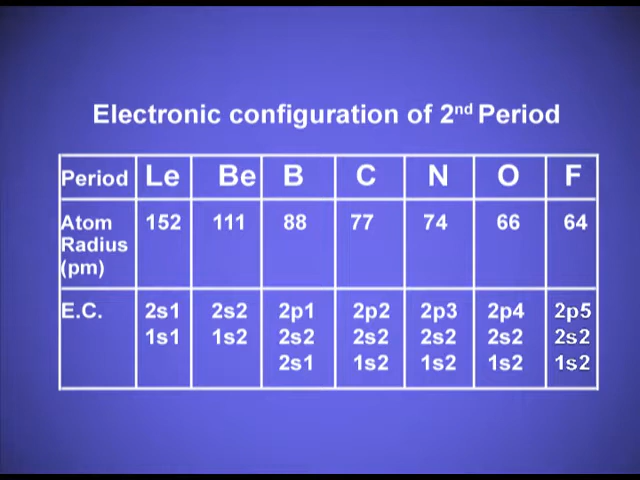 Electronic configuration of 2nd Period
Period Le Be B C N O F
Atom Radius (pm) 152 111 88 77 74 66 64
E.C. 2s1 2s2 2p1 2p2 2p3 2p4 2p5
1s1 1s2 2s2 2s2 2s2 2s2 2s2
2s1 1s2 1s2 1s2 1s2